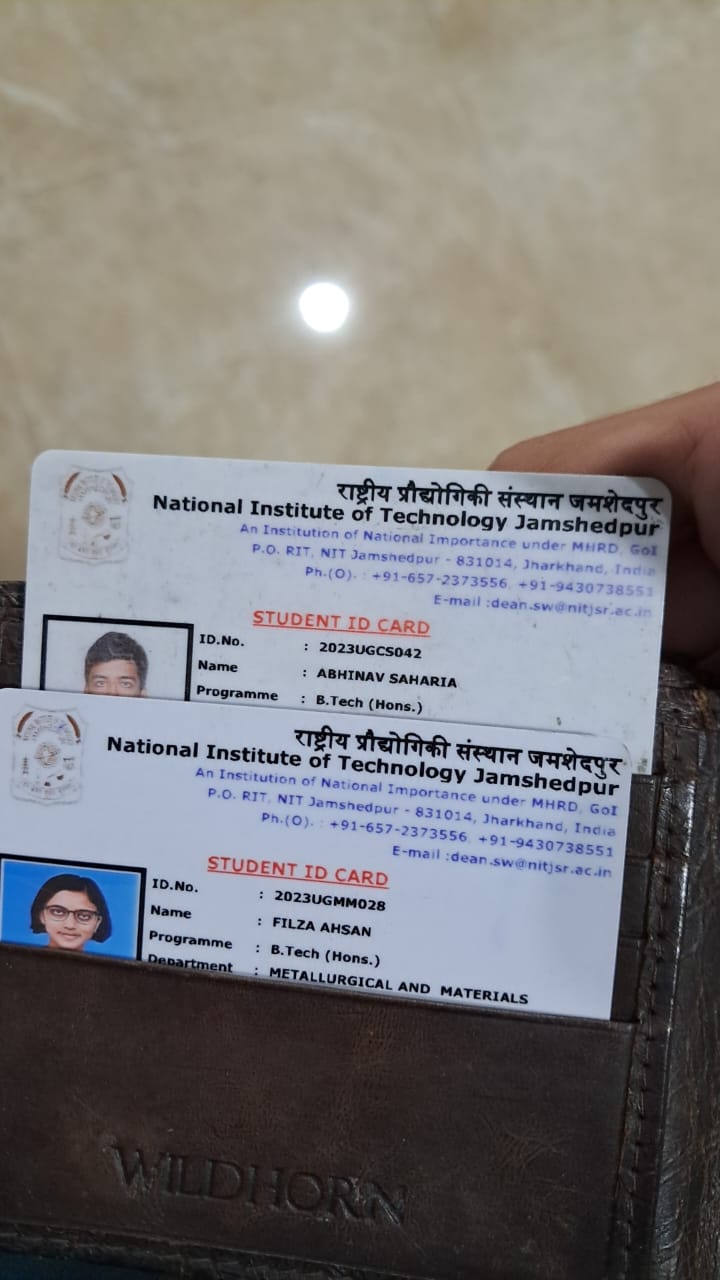 राष्ट्रीय प्रौद्योगिकी संस्थान जमशेदपुर
National Institute of Technology Jamshedpur
An Institution of National Importance under MHRD, GoI
P.O. RIT, NIT Jamshedpur - 831014, Jharkhand, India
Ph.(O). : +91-657-2373556, +91-9430738551
E-mail :dean.sw@nitjsr.ac.in
STUDENT ID CARD
ID.No. : 2023UGCS042
Name : ABHINAV SAHARIA
Programme : B.Tech (Hons.)
राष्ट्रीय प्रौद्योगिकी संस्थान जमशेदपुर
National Institute of Technology Jamshedpur
An Institution of National Importance under MHRD, GoI
P.O. RIT, NIT Jamshedpur - 831014, Jharkhand, India
Ph.(O). : +91-657-2373556, +91-9430738551
E-mail :dean.sw@nitjsr.ac.in
STUDENT ID CARD
ID.No. : 2023UGMM028
Name : FILZA AHSAN
Programme : B.Tech (Hons.)
Department : METALLURGICAL AND MATERIALS
WILDHORN